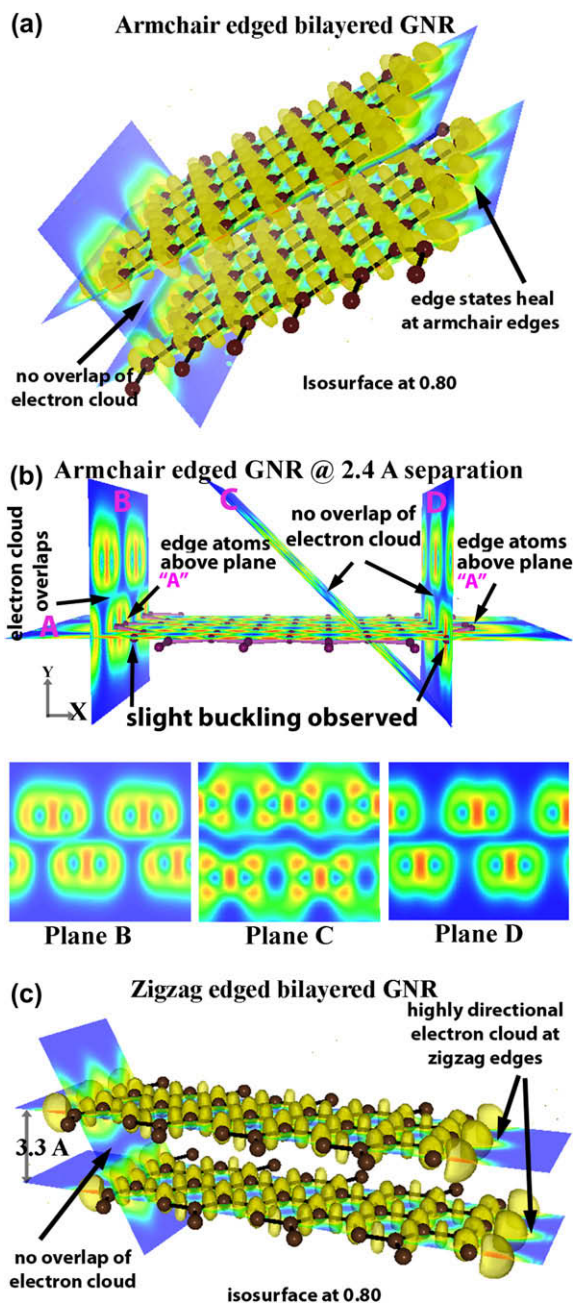 (a)
Armchair edged bilayered GNR
edge states heal
at armchair edges
no overlap of
electron cloud
Isosurface at 0.80
(b)
Armchair edged GNR @ 2.4 A separation
B
C
D
electron cloud
overlaps
edge atoms
above plane
"A"
no overlap of
electron cloud
edge atoms
above plane
"A"
A
Y
X
slight buckling observed
Plane B
Plane C
Plane D
(c)
Zigzag edged bilayered GNR
highly directional
electron cloud at
zigzag edges
3.3 A
no overlap of
electron cloud
isosurface at 0.80